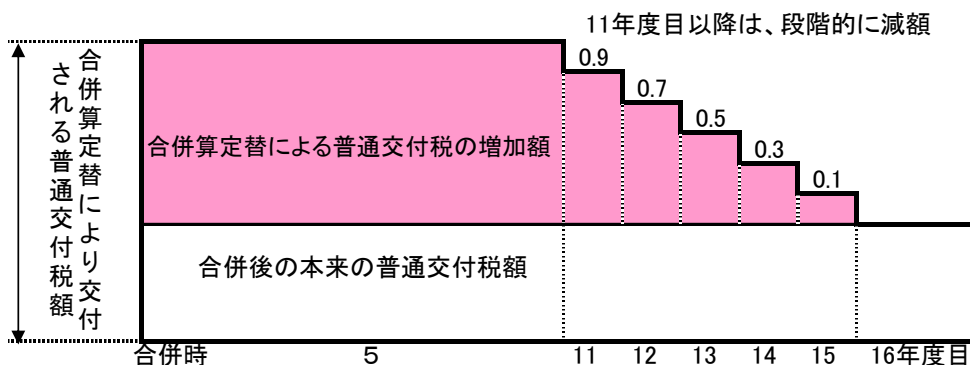 11年度目以降は、段階的に減額
合併算定替により交付
される普通交付税額
0.9
0.7
0.5
0.3
0.1
合併算定替による普通交付税の増加額
合併後の本来の普通交付税額
合併時 5 11 12 13 14 15 16年度目